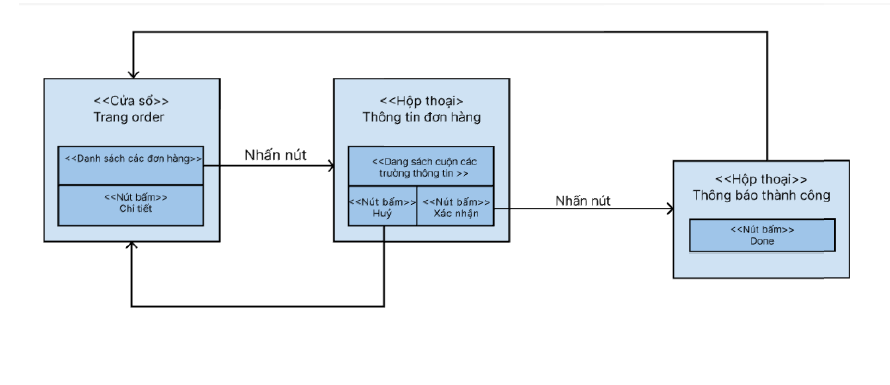 <<Cửa sổ>>
Trang order
<<Danh sách các đơn hàng>>
<<Nút bấm>>
Chi tiết
Nhấn nút
<<Hộp thoại>
Thông tin đơn hàng
<<Dang sách cuộn các
trường thông tin >>
<<Nút bấm>>
Huỷ
<<Nút bấm>>
Xác nhận
Nhấn nút
<<Hộp thoại>>
Thông báo thành công
<<Nút bấm>>
Done